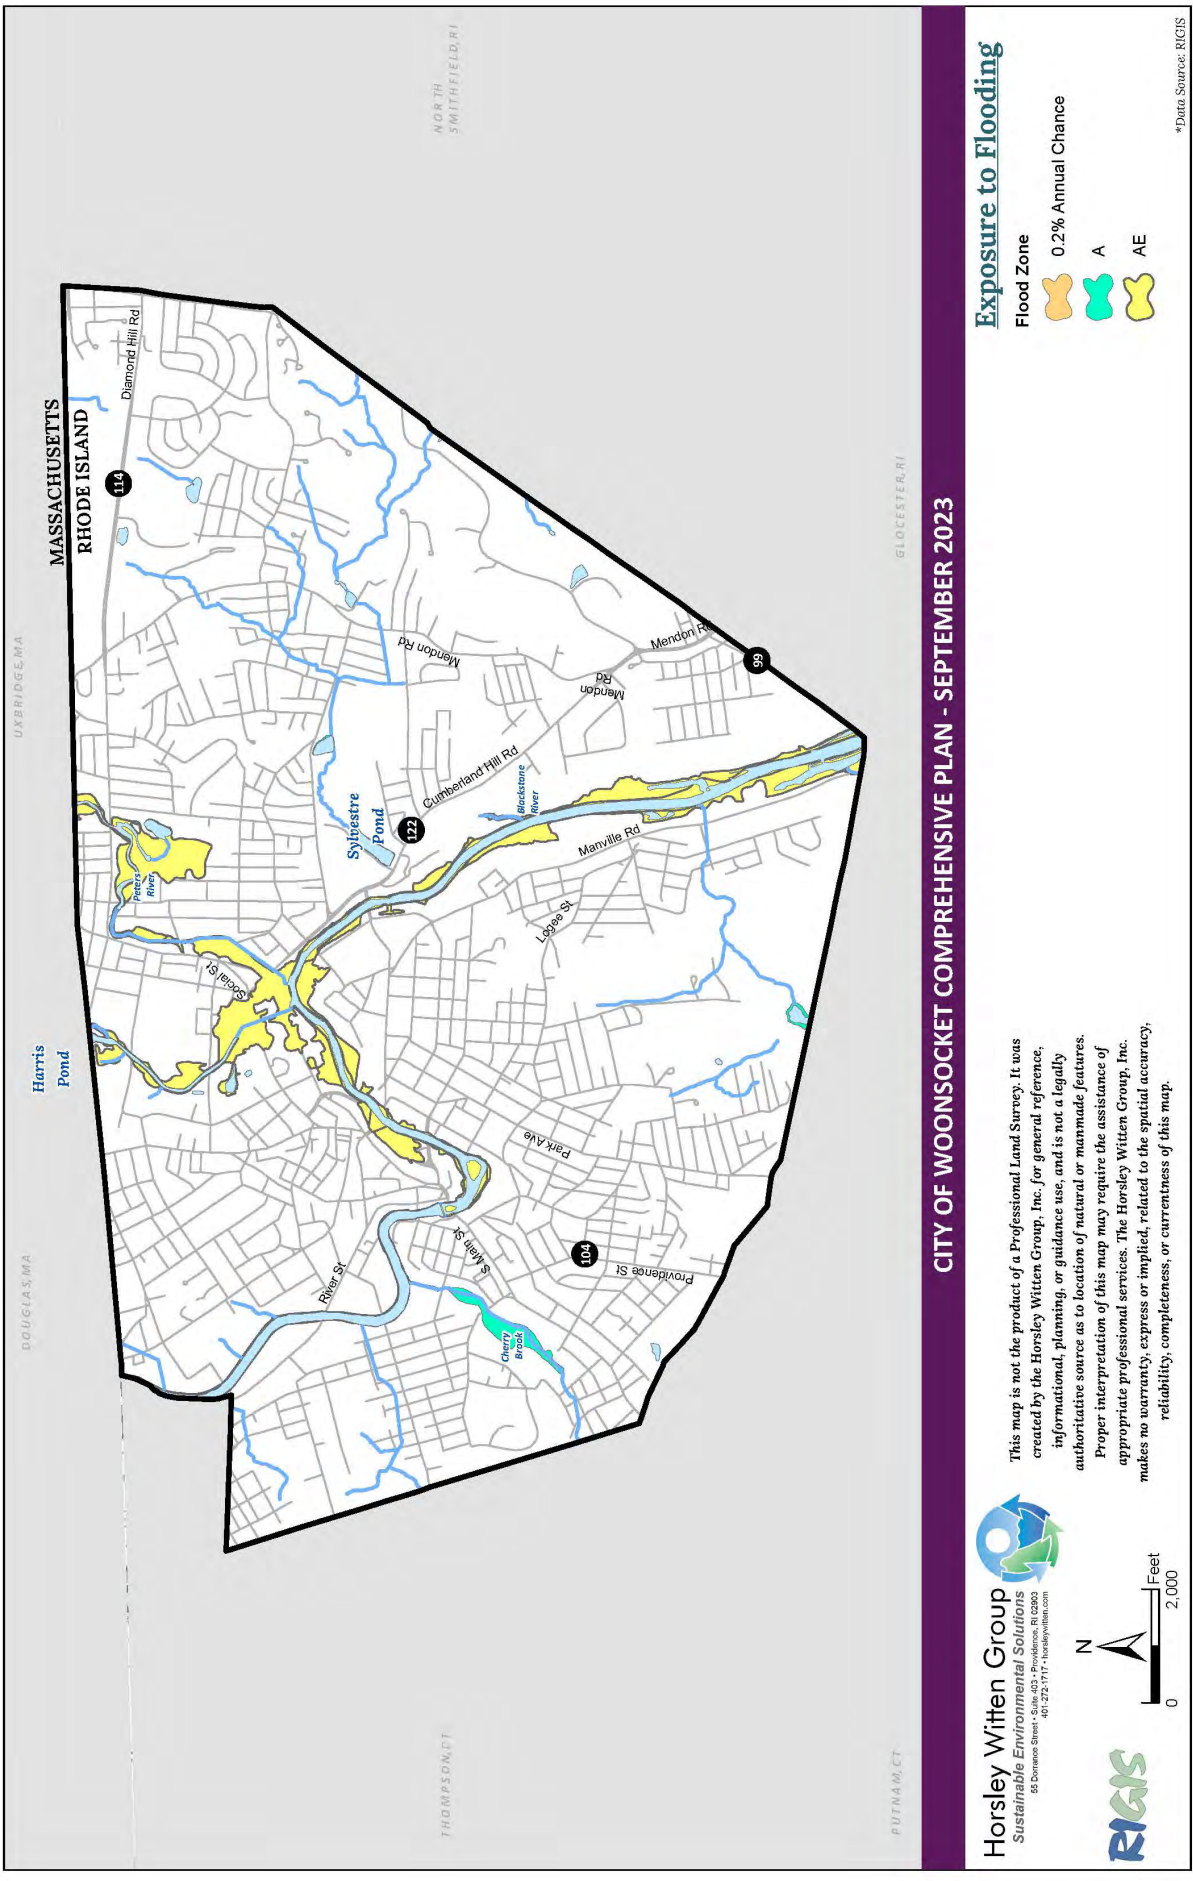 UXBRIDGE,MA
DOUGLAS,MA
NORTH
SMITHFIELD,RI
GLOCESTER,RI
PUTNAM,CT
MASSACHUSETTS
RHODE ISLAND
Harris
Pond
114
Diamond Hill Rd
Peters
River
Social St
Sylvestre
Pond
122
Mendon Rd
Cumberland Hill Rd
Mendon
Rd
Mendon Rd
99
Blackstone
River
Manville Rd
Logee St
Park Ave
River St
S Main St
104
Providence St
Cherry
Brook
CITY OF WOONSOCKET COMPREHENSIVE PLAN - SEPTEMBER 2023
Horsley Witten Group
Sustainable Environmental Solutions
55 Dorrance Street • Suite 403 • Providence, RI 02903
401-272-1717 • horsleywitten.com
RIGIS
N
0
2,000
Feet
This map is not the product of a Professional Land Survey. It was
created by the Horsley Witten Group, Inc. for general reference,
informational, planning, or guidance use, and is not a legally
authoritative source as to location of natural or manmade features.
Proper interpretation of this map may require the assistance of
appropriate professional services. The Horsley Witten Group, Inc.
makes no warranty, express or implied, related to the spatial accuracy,
reliability, completeness, or currentness of this map.
Exposure to Flooding
Flood Zone
0.2% Annual Chance
A
AE
*Data Source: RIGIS